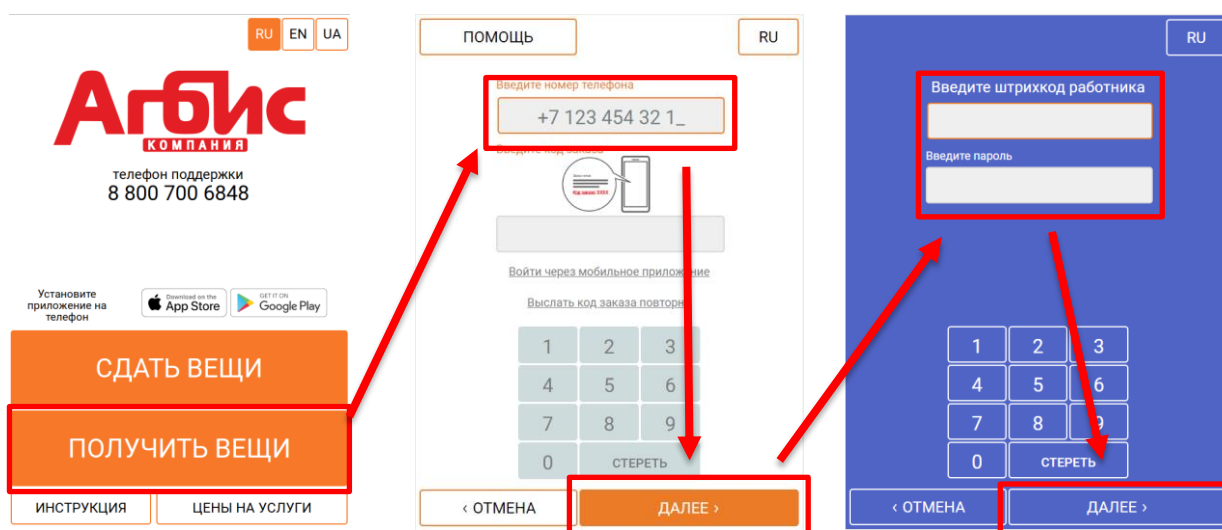 RU EN UA
Агбис
КОМПАНИЯ
телефон поддержки
8 800 700 6848
Установите
приложение на
телефон
Download on the
App Store
GET IT ON
Google Play
СДАТЬ ВЕЩИ
ПОЛУЧИТЬ ВЕЩИ
ИНСТРУКЦИЯ
ЦЕНЫ НА УСЛУГИ
ПОМОЩЬ
RU
Введите номер телефона
+7 123 454 32 1_
Введите код заказа
Войти через мобильное приложение
Выслать код заказа повторно
1 2 3
4 5 6
7 8 9
0 СТЕРЕТЬ
‹ ОТМЕНА
ДАЛЕЕ ›
RU
Введите штрихкод работника
Введите пароль
1 2 3
4 5 6
7 8 9
0 СТЕРЕТЬ
‹ ОТМЕНА
ДАЛЕЕ ›